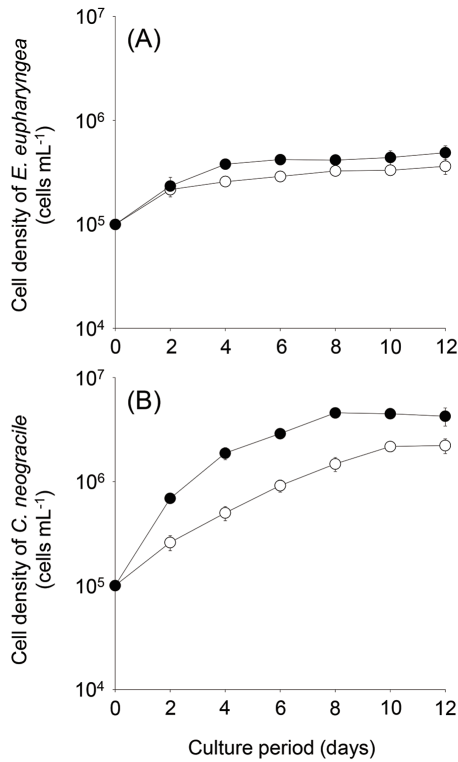 10⁷
(A)
10⁶
10⁵
10⁴
Cell density of E. eupharyngea
(cells mL⁻¹)
0 2 4 6 8 10 12
10⁷
(B)
10⁶
10⁵
10⁴
Cell density of C. neogracile
(cells mL⁻¹)
0 2 4 6 8 10 12
Culture period (days)